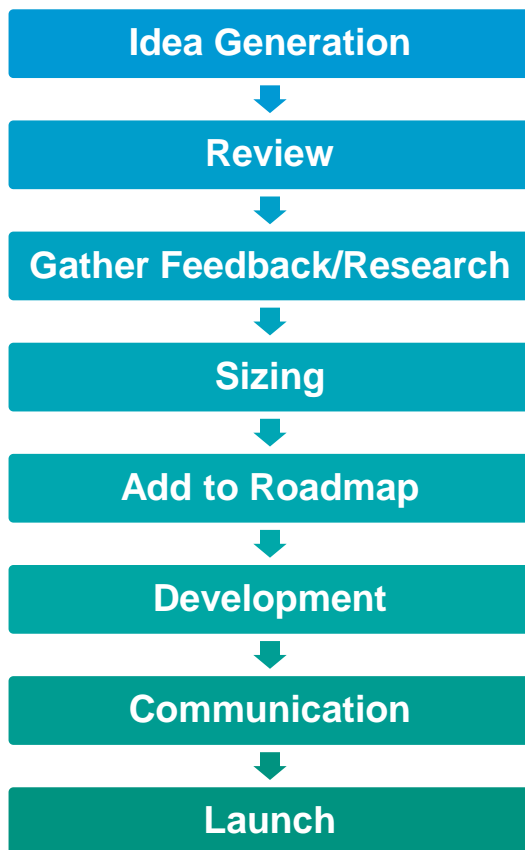 Idea Generation
Review
Gather Feedback/Research
Sizing
Add to Roadmap
Development
Communication
Launch